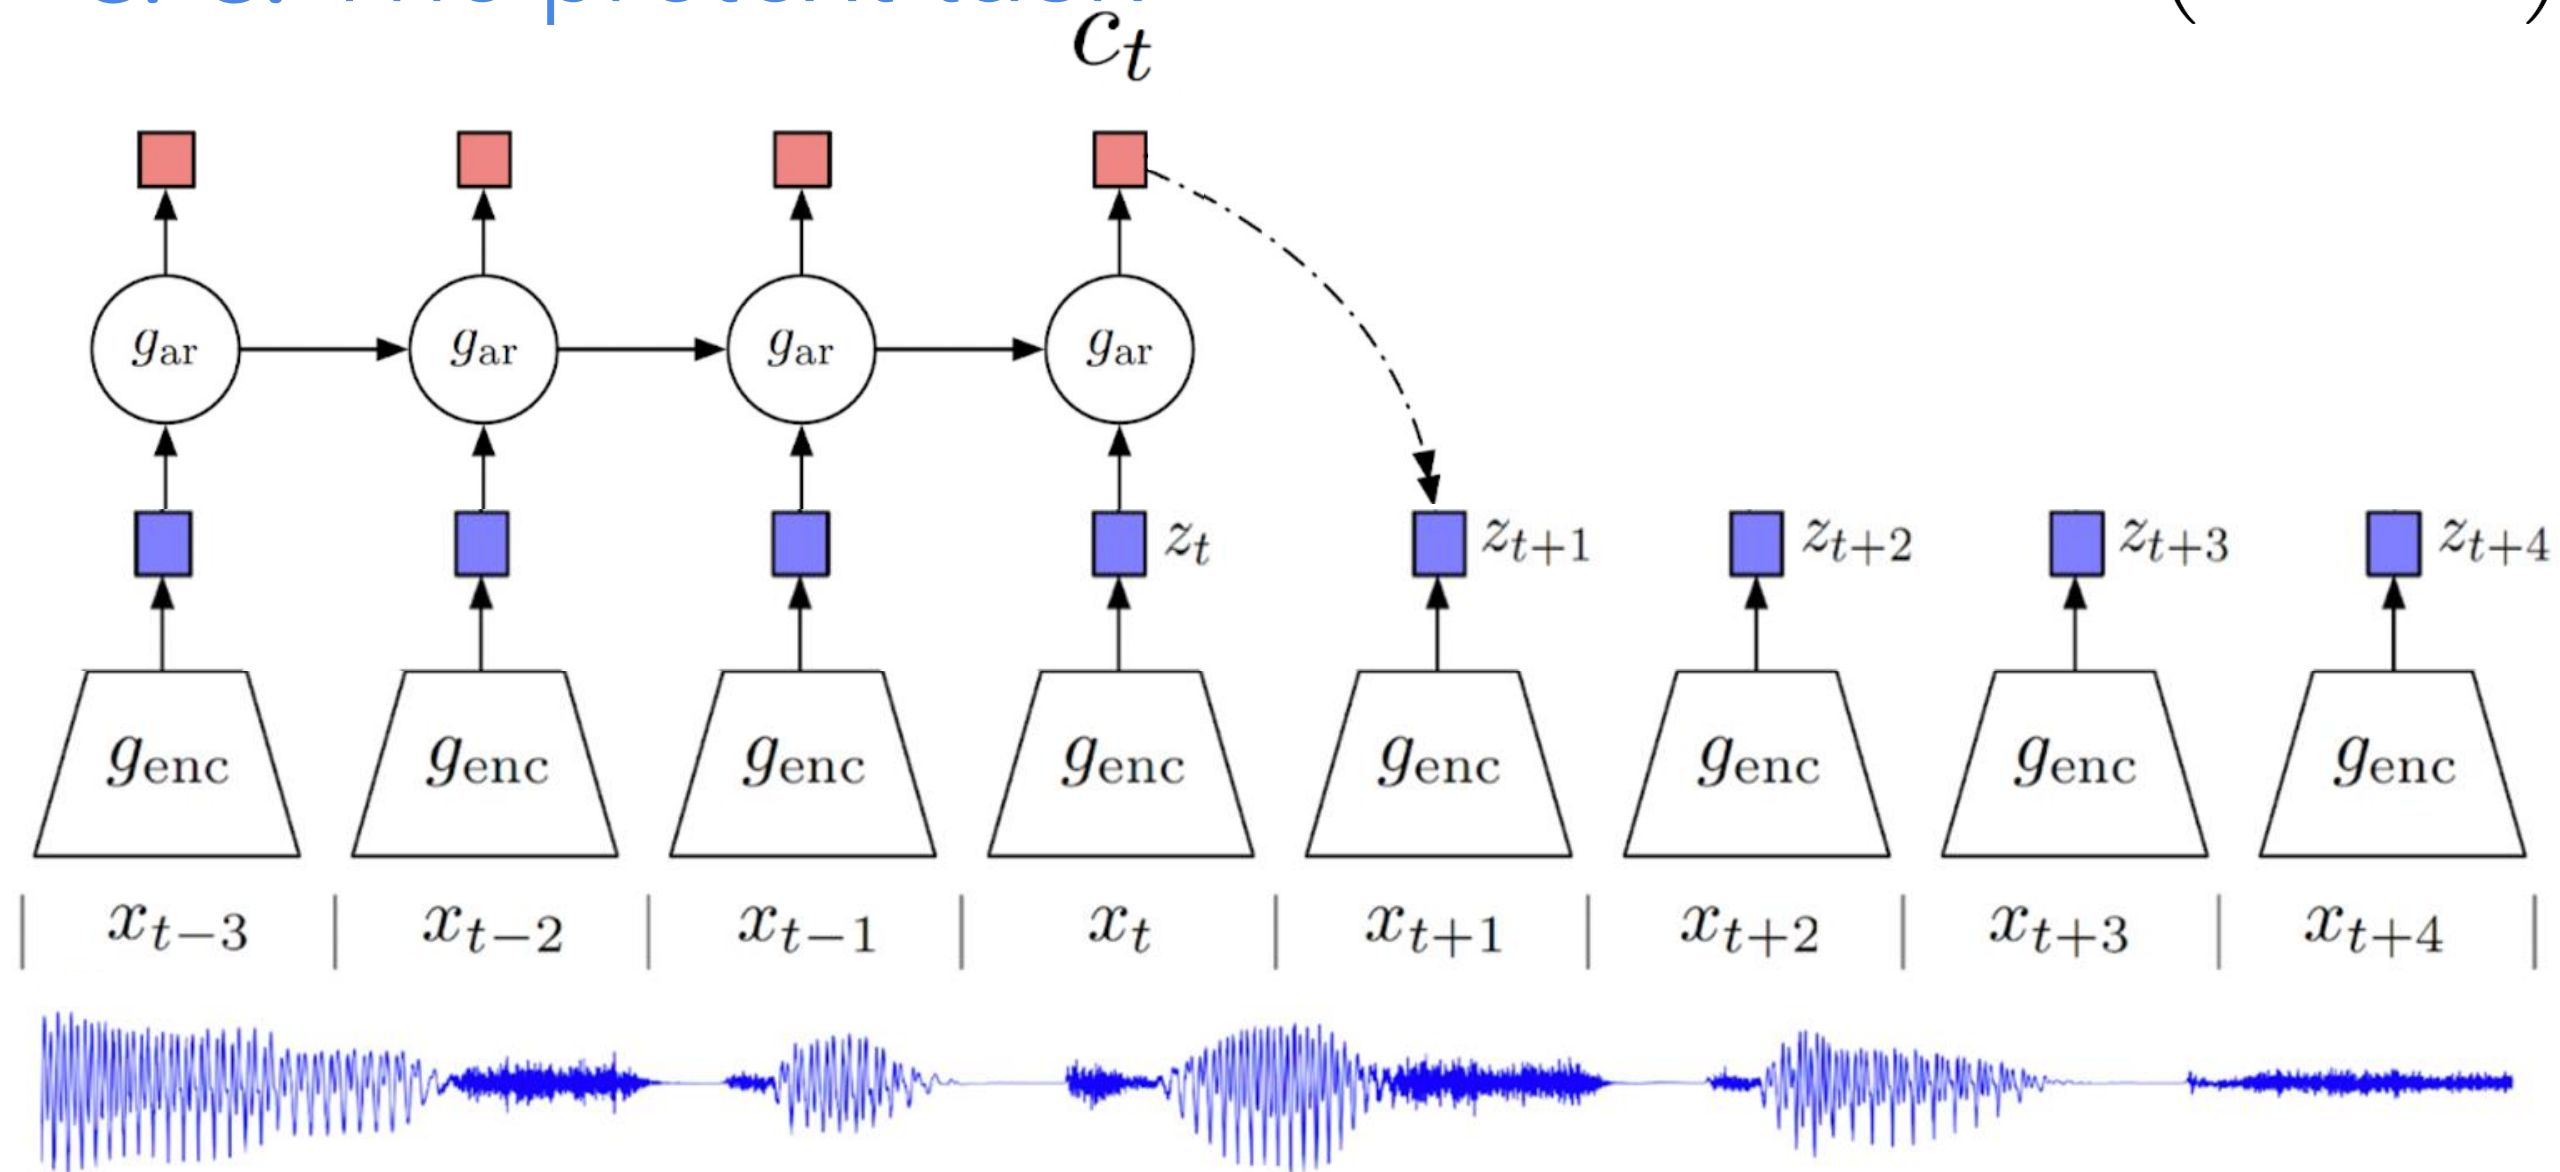 c_t
g_ar g_ar g_ar g_ar
z_t z_{t+1} z_{t+2} z_{t+3} z_{t+4}
g_enc g_enc g_enc g_enc g_enc g_enc g_enc g_enc
| x_{t-3} | x_{t-2} | x_{t-1} | x_t | x_{t+1} | x_{t+2} | x_{t+3} | x_{t+4} |